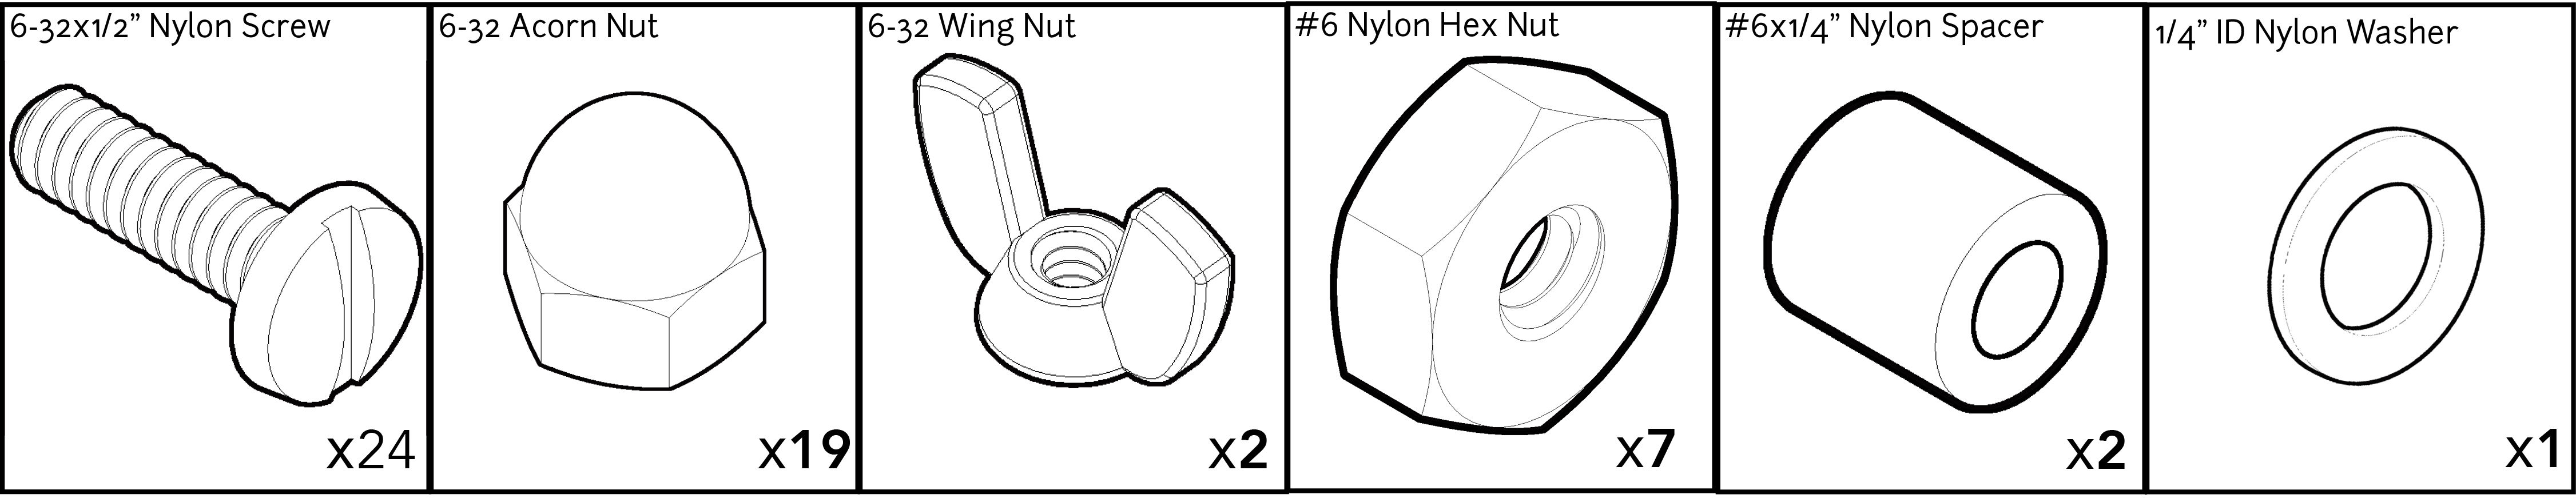 6-32x1/2” Nylon Screw
x24
6-32 Acorn Nut
x19
6-32 Wing Nut
x2
#6 Nylon Hex Nut
x7
#6x1/4” Nylon Spacer
x2
1/4” ID Nylon Washer
x1